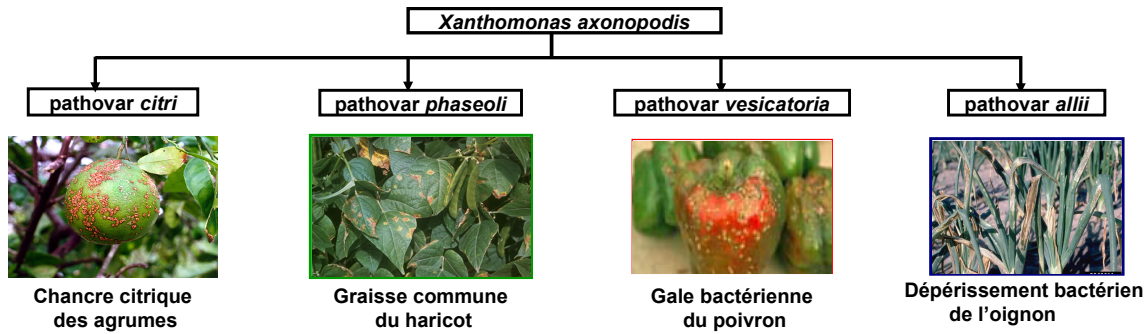 Xanthomonas axonopodis
pathovar citri
pathovar phaseoli
pathovar vesicatoria
pathovar allii
Chancre citrique
des agrumes
Graisse commune
du haricot
Gale bactérienne
du poivron
Dépérissement bactérien
de l'oignon